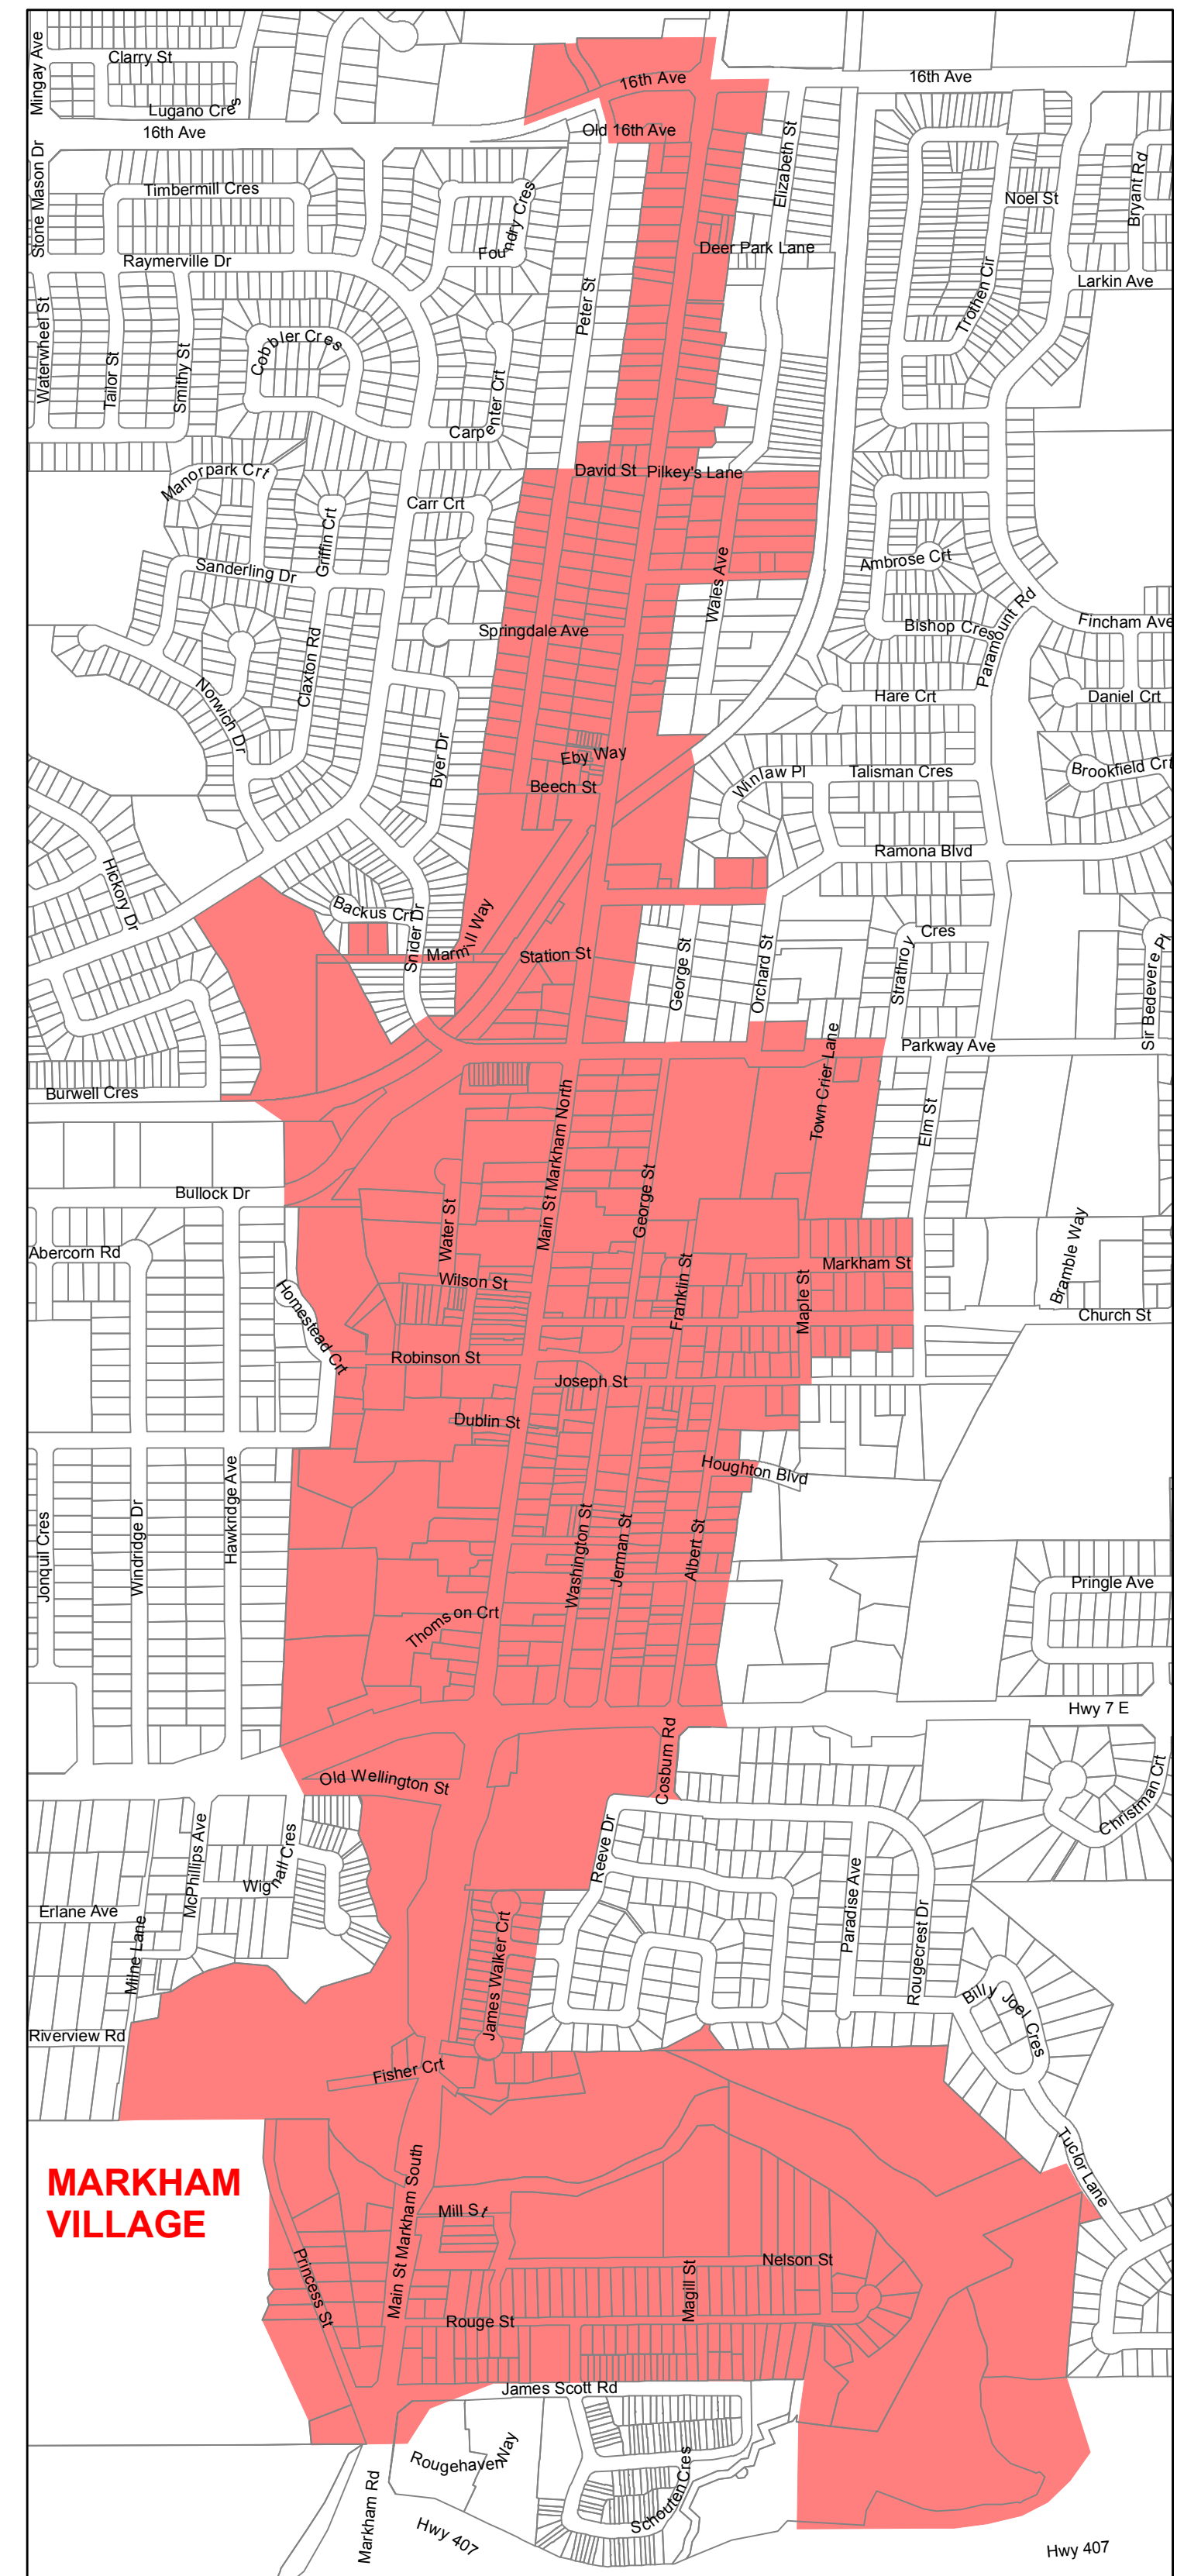 Clarry St
Mingay Ave
Lugano Cres
16th Ave
16th Ave
16th Ave
Old 16th Ave
Elizabeth St
Stone Mason Dr
Timbermill Cres
Foundry Cres
Noel St
Bryant Rd
Raymerville Dr
Deer Park Lane
Larkin Ave
Trothen Cir
Peter St
Waterwheel St
Tailor St
Smithy St
Cobbler Cres
Carpenter Crt
David St
Pilkey's Lane
Manorpark Crt
Carr Crt
Griffin Crt
Sanderling Dr
Ambrose Crt
Wales Ave
Springdale Ave
Bishop Cres
Paramount Rd
Fincham Ave
Claxton Rd
Norwich Dr
Hare Crt
Daniel Crt
Byer Dr
Eby Way
Beech St
Winlaw Pl
Talisman Cres
Brookfield Crt
Ramona Blvd
Hickory Dr
Backus Crt
Snider Dr
Marmill Way
Station St
George St
Orchard St
Strathroy Cres
Sir Bedevere Pl
Parkway Ave
Town Crier Lane
Burwell Cres
Elm St
Main St Markham North
Bullock Dr
Water St
George St
Abercorn Rd
Wilson St
Franklin St
Markham St
Maple St
Bramble Way
Church St
Homestead Crt
Robinson St
Joseph St
Dublin St
Houghton Blvd
Jonquil Cres
Windridge Dr
Hawkridge Ave
Washington St
Jerman St
Albert St
Pringle Ave
Thomson Crt
Hwy 7 E
Cosburn Rd
Old Wellington St
Christman Crt
Reeve Dr
McPhillips Ave
Wignall Cres
Paradise Ave
Rougecrest Dr
Erlane Ave
Milne Lane
James Walker Crt
Billy Joel Cres
Riverview Rd
Fisher Crt
Tuclor Lane
MARKHAM
VILLAGE
Main St Markham South
Mill St
Princess St
Nelson St
Magill St
Rouge St
James Scott Rd
Rougehaven Way
Schouten Cres
Markham Rd
Hwy 407
Hwy 407